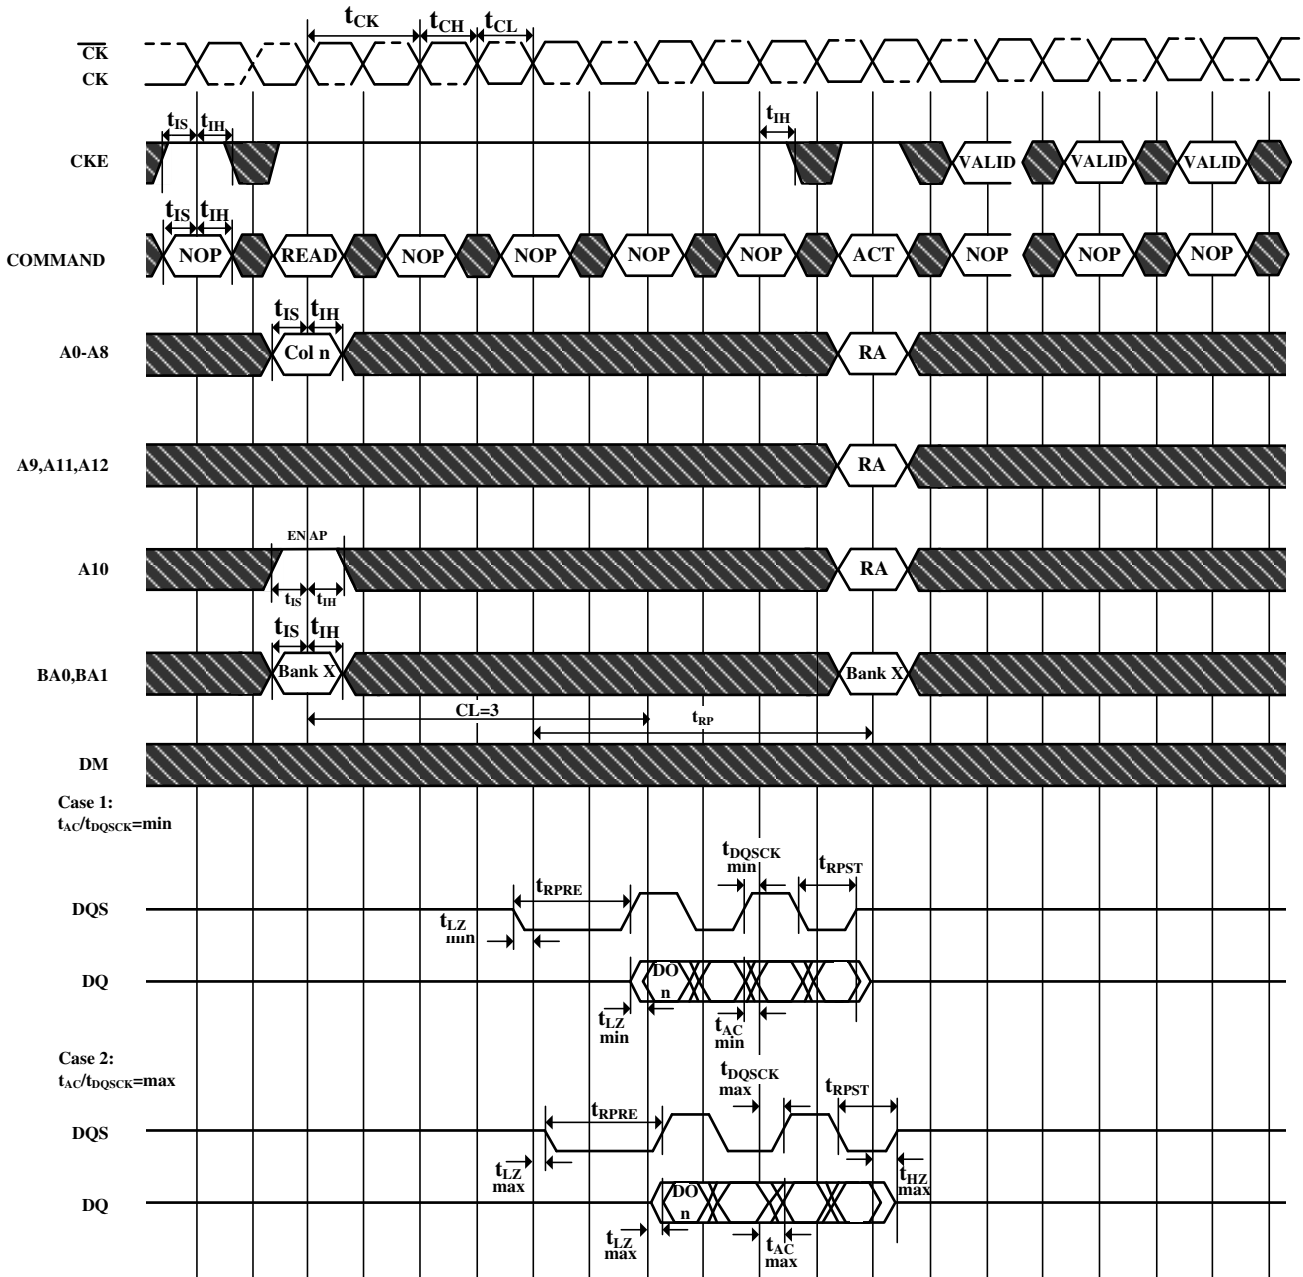 tCK tCH tCL
CK
CK
tIS tIH tIH
CKE VALID VALID VALID
tIS tIH
COMMAND NOP READ NOP NOP NOP NOP ACT NOP NOP NOP
tIS tIH
A0-A8 Col n RA
A9,A11,A12 RA
EN AP
A10 RA
tIS tIH
tIS tIH
BA0,BA1 Bank X Bank X
CL=3 tRP
DM
Case 1:
tAC/tDQSCK=min
tDQSCK
min
tRPST
tRPRE
DQS
tLZ
min
DQ DO
n
tLZ
min
tAC
min
Case 2:
tAC/tDQSCK=max
tDQSCK
max
tRPST
tRPRE
DQS
tLZ
max
tHZ
max
DQ DO
n
tLZ
max
tAC
max